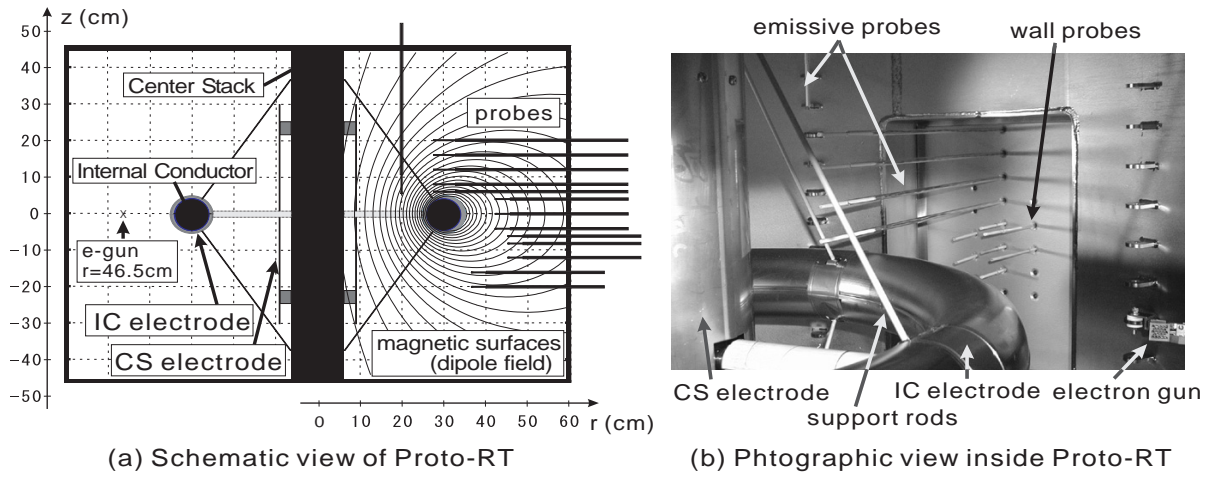 z (cm)
50
40
30
20
10
0
−10
−20
−30
−40
−50
Center Stack
probes
Internal Conductor
e-gun
r=46.5cm
IC electrode
CS electrode
magnetic surfaces
(dipole field)
0 10 20 30 40 50 60 r (cm)
(a) Schematic view of Proto-RT
emissive probes
wall probes
CS electrode
support rods
IC electrode
electron gun
(b) Phtographic view inside Proto-RT